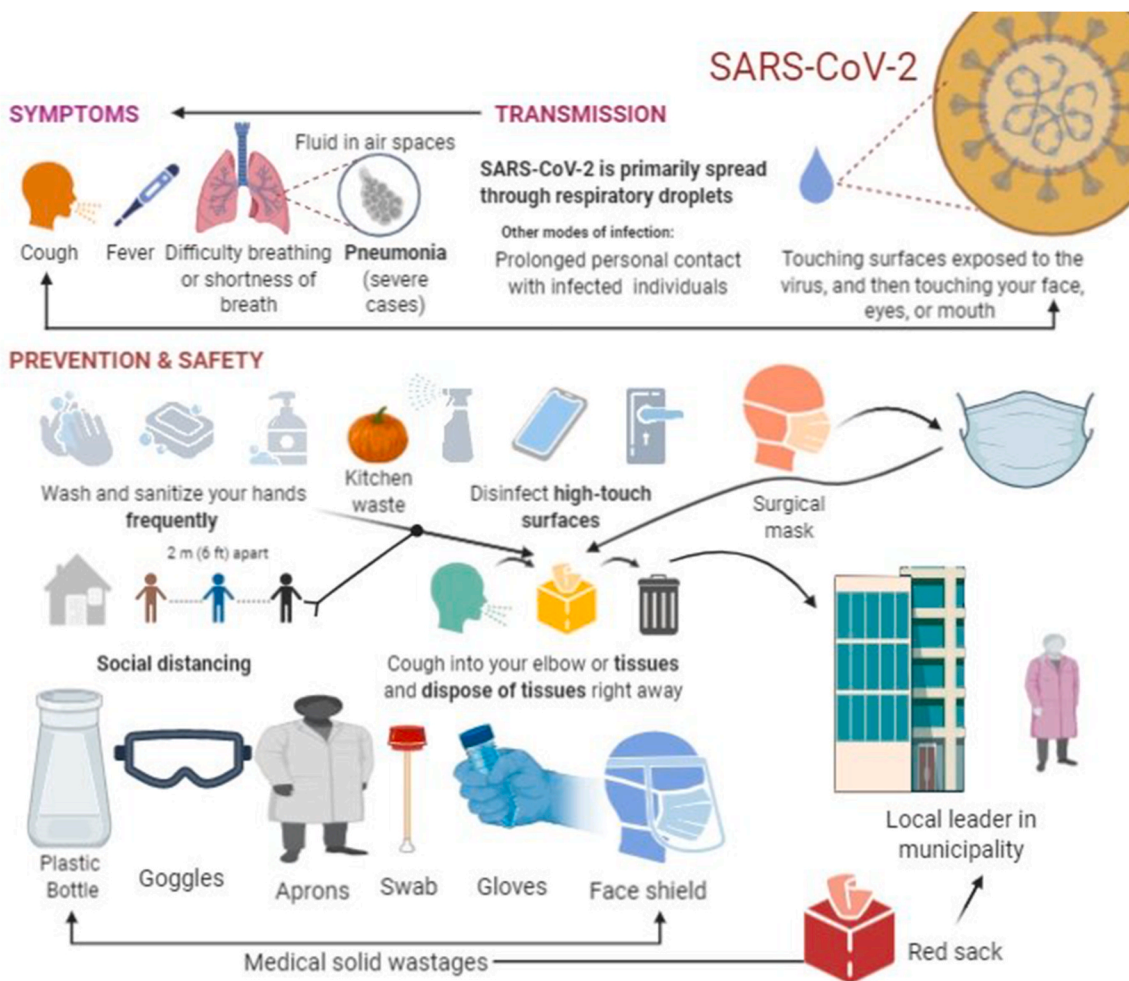 SARS-CoV-2
SYMPTOMS
TRANSMISSION
Fluid in air spaces
SARS-CoV-2 is primarily spread
through respiratory droplets
Other modes of infection:
Prolonged personal contact
with infected individuals
Cough
Fever
Difficulty breathing
or shortness of
breath
Pneumonia
(severe
cases)
Touching surfaces exposed to the
virus, and then touching your face,
eyes, or mouth
PREVENTION & SAFETY
Wash and sanitize your hands
frequently
Kitchen
waste
Disinfect high-touch
surfaces
Surgical
mask
2 m (6 ft) apart
Social distancing
Cough into your elbow or tissues
and dispose of tissues right away
Plastic
Bottle
Goggles
Aprons
Swab
Gloves
Face shield
Local leader in
municipality
Medical solid wastages
Red sack